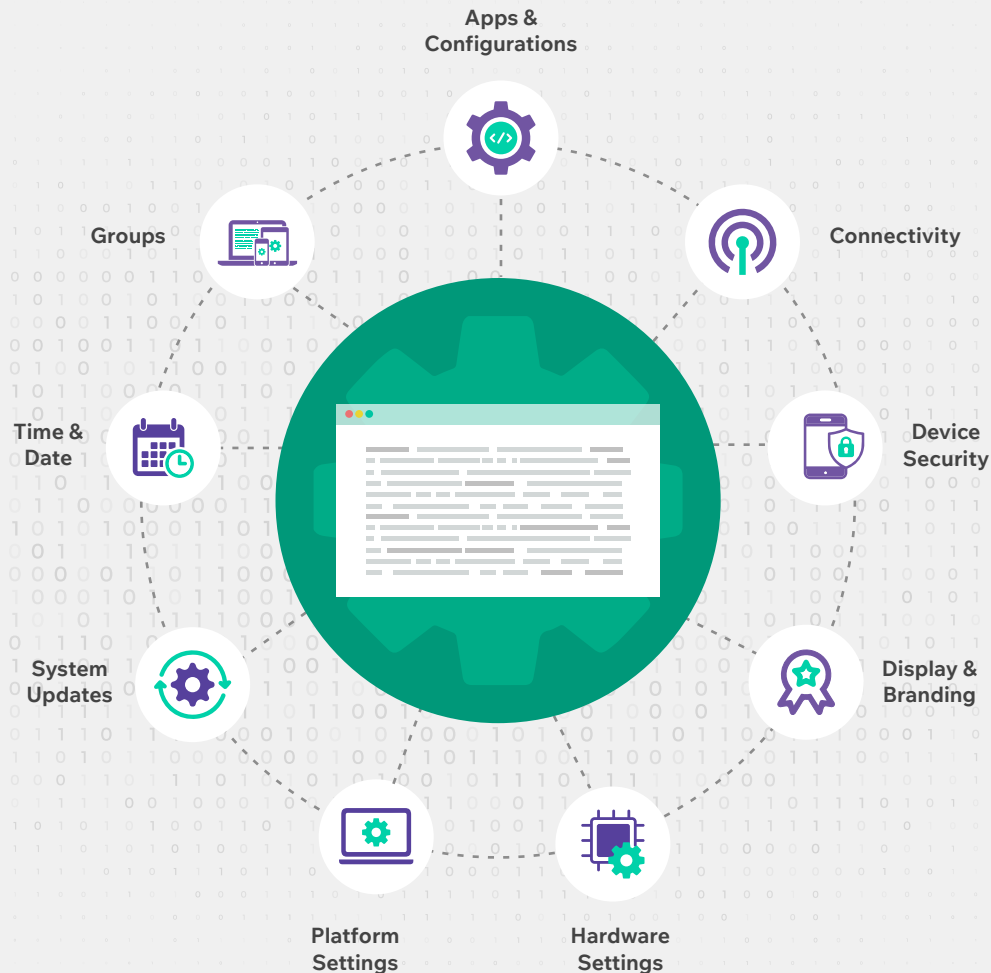 Apps &
Configurations
Groups
Connectivity
</>
Time &
Date
Device
Security
System
Updates
Display &
Branding
Platform
Settings
Hardware
Settings